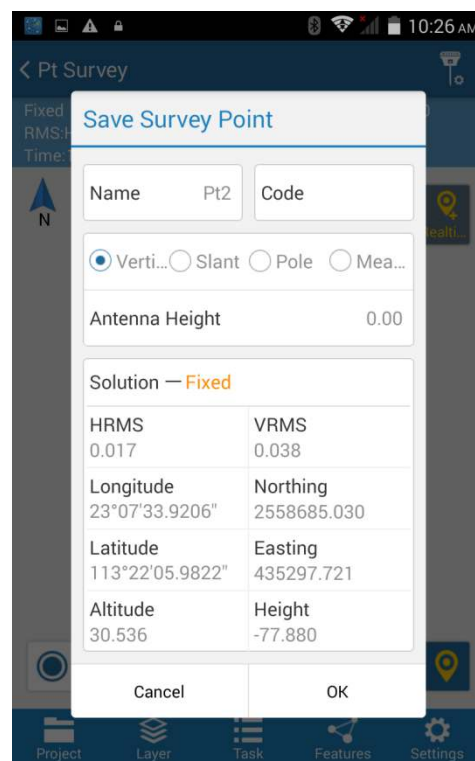 10:26 AM
< Pt Survey
Fixed
RMS:H
Time:1
Save Survey Point
Name Pt2 Code
N
Realti...
Verti... Slant Pole Mea...
Antenna Height 0.00
Solution — Fixed
HRMS VRMS
0.017 0.038
Longitude Northing
23°07'33.9206" 2558685.030
Latitude Easting
113°22'05.9822" 435297.721
Altitude Height
30.536 -77.880
Cancel OK
Project Layer Task Features Settings